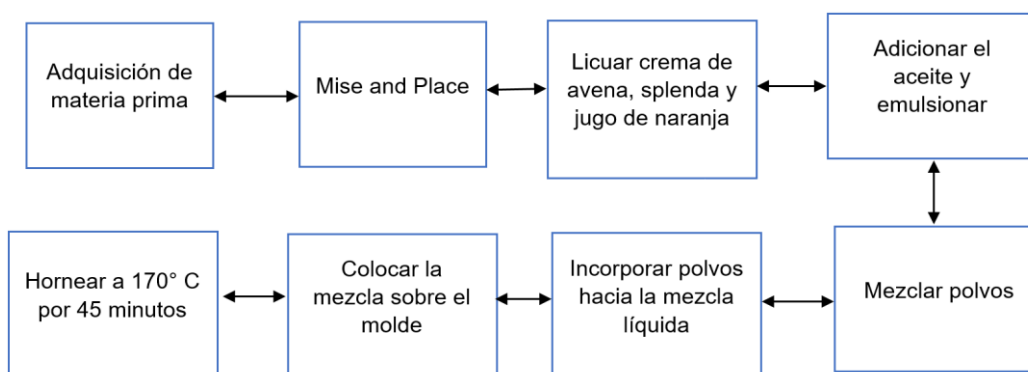 Adquisición de
materia prima
Mise and Place
Licuar crema de
avena, splenda y
jugo de naranja
Adicionar el
aceite y
emulsionar
Mezclar polvos
Incorporar polvos
hacia la mezcla
líquida
Colocar la
mezcla sobre el
molde
Hornear a 170° C
por 45 minutos